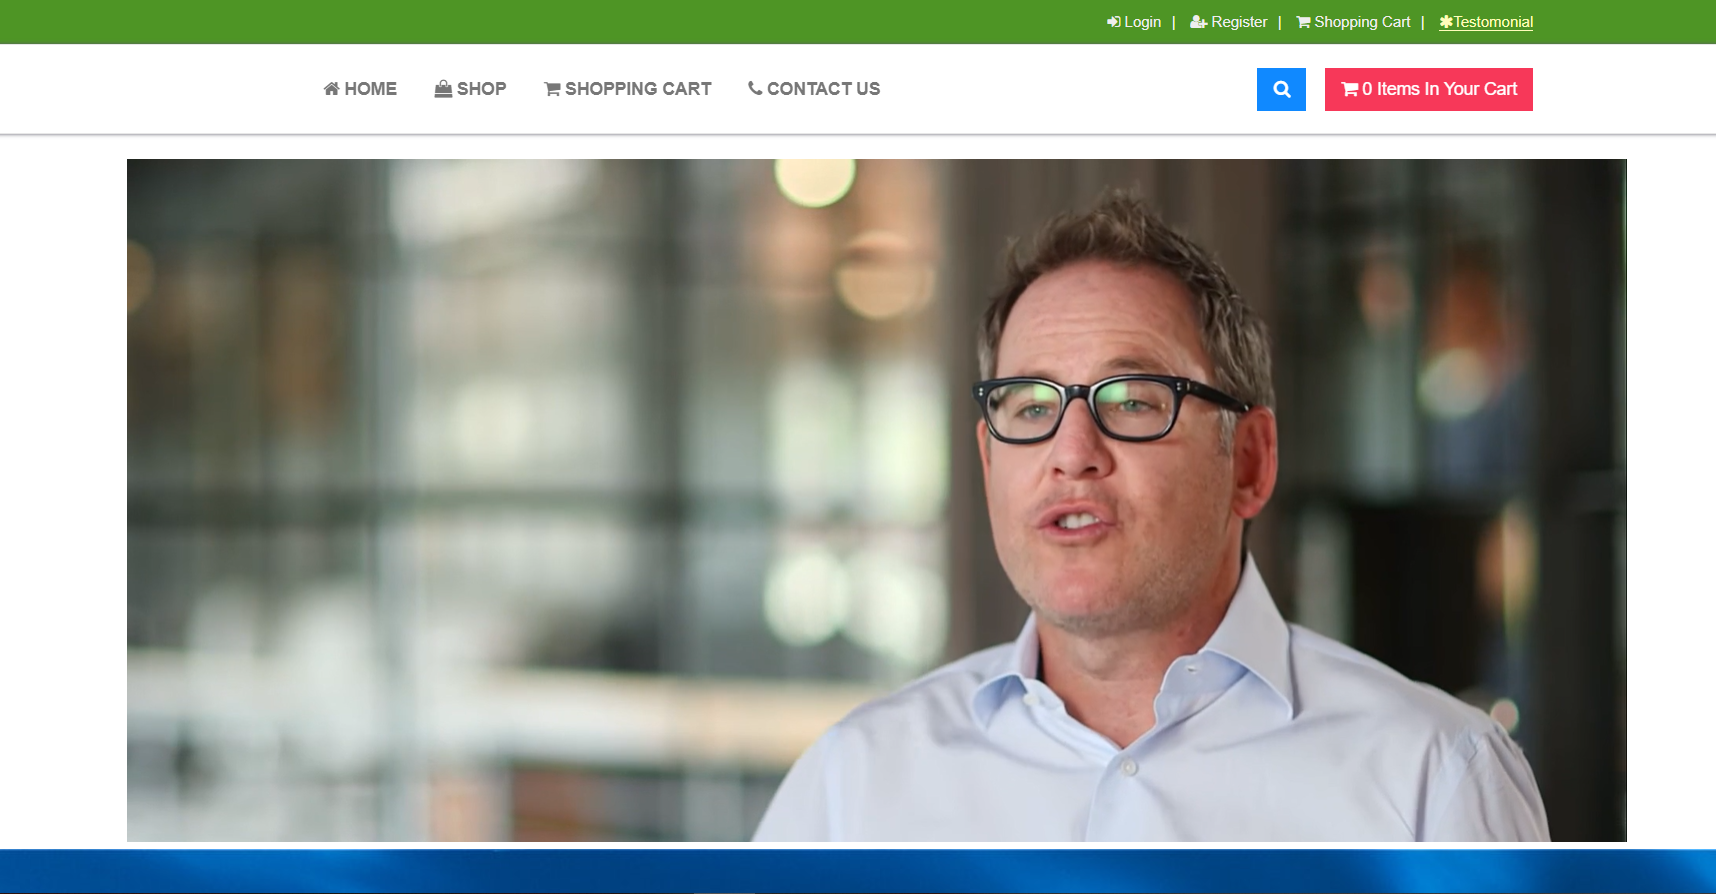 Login | Register | Shopping Cart | ✱Testomonial
HOME SHOP SHOPPING CART CONTACT US 0 Items In Your Cart